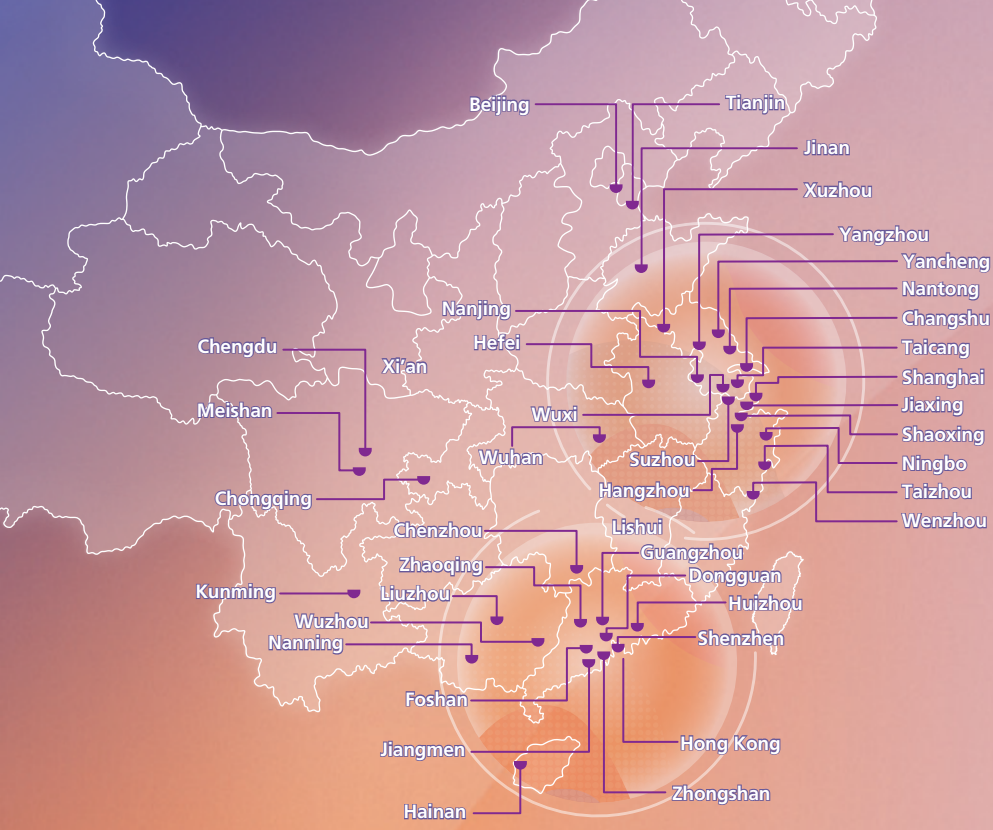 Beijing
Tianjin
Jinan
Xuzhou
Yangzhou
Yancheng
Nantong
Nanjing
Changshu
Hefei
Chengdu
Taicang
Xi'an
Shanghai
Meishan
Wuxi
Jiaxing
Shaoxing
Wuhan
Suzhou
Ningbo
Chongqing
Hangzhou
Taizhou
Wenzhou
Chenzhou
Lishui
Guangzhou
Zhaoqing
Dongguan
Kunming
Liuzhou
Huizhou
Wuzhou
Nanning
Shenzhen
Foshan
Jiangmen
Hong Kong
Zhongshan
Hainan